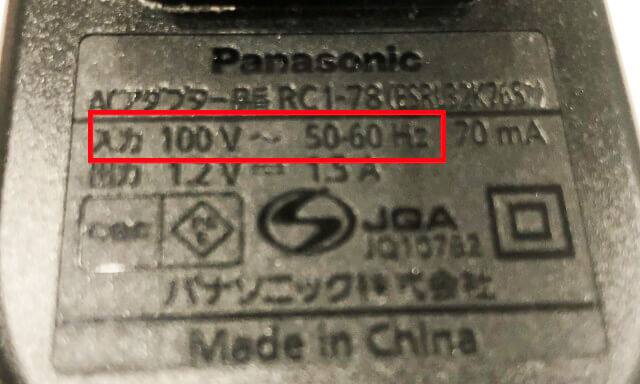 Panasonic
ACアダプター 品番 RC1-78
入力 100 V ～ 50-60 Hz 70 mA
出力 1.2 V ⎓ 1.5 A
PS
E
JQA
JQ10782
パナソニック株式会社
Made in China